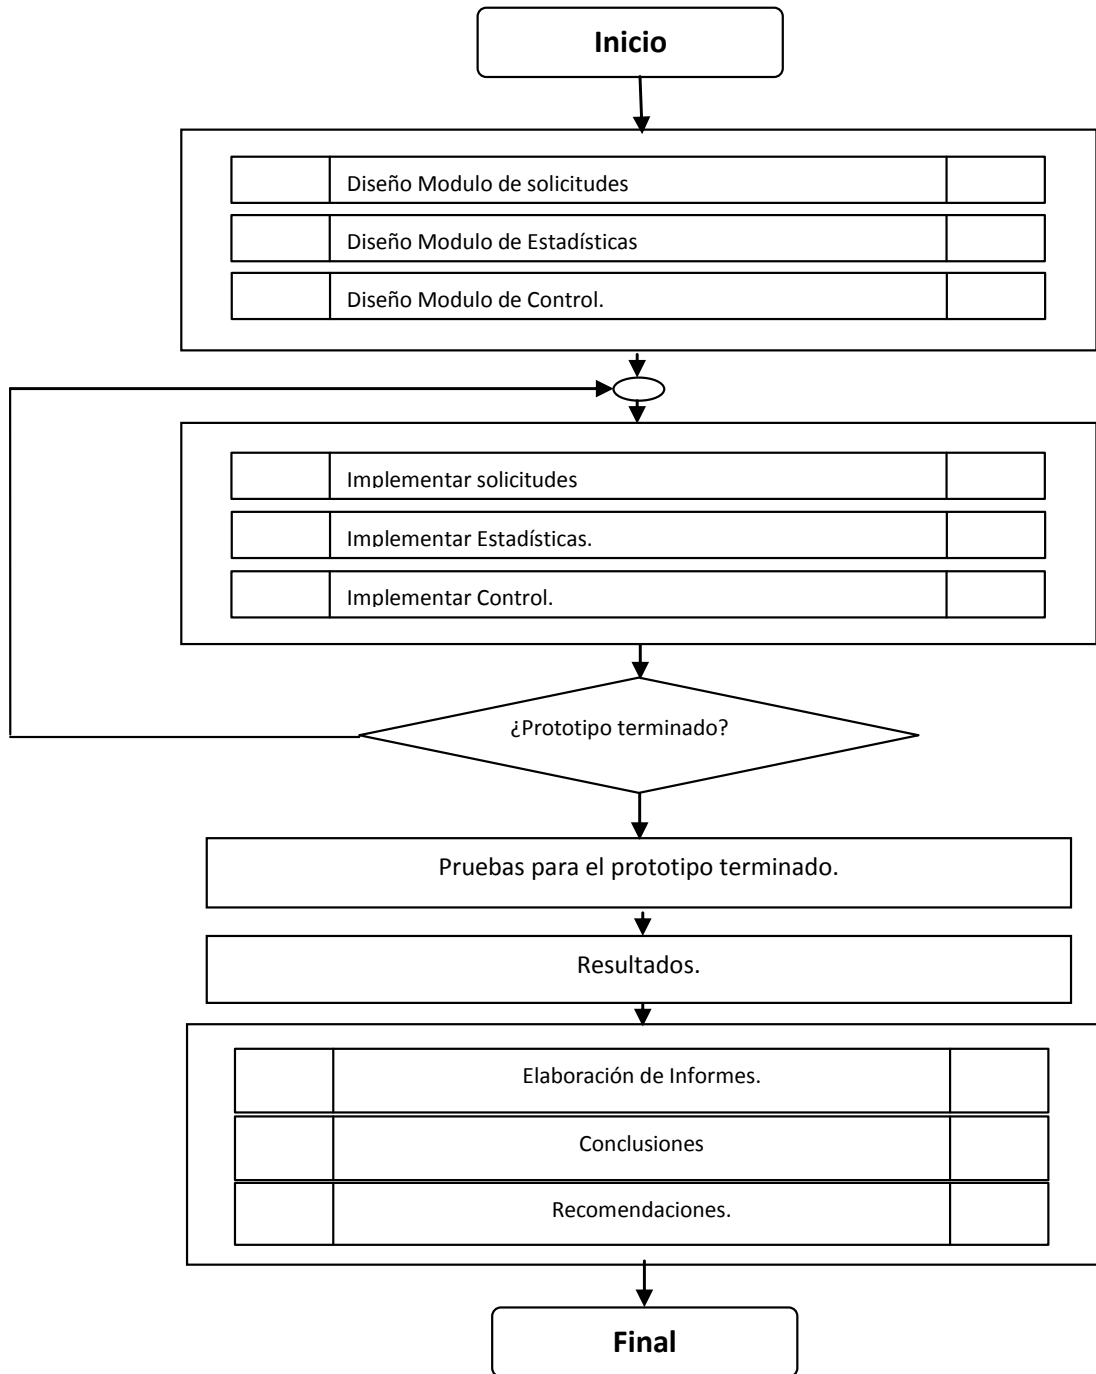 Inicio
Diseño Modulo de solicitudes
Diseño Modulo de Estadísticas
Diseño Modulo de Control.
Implementar solicitudes
Implementar Estadísticas.
Implementar Control.
¿Prototipo terminado?
Pruebas para el prototipo terminado.
Resultados.
Elaboración de Informes.
Conclusiones
Recomendaciones.
Final